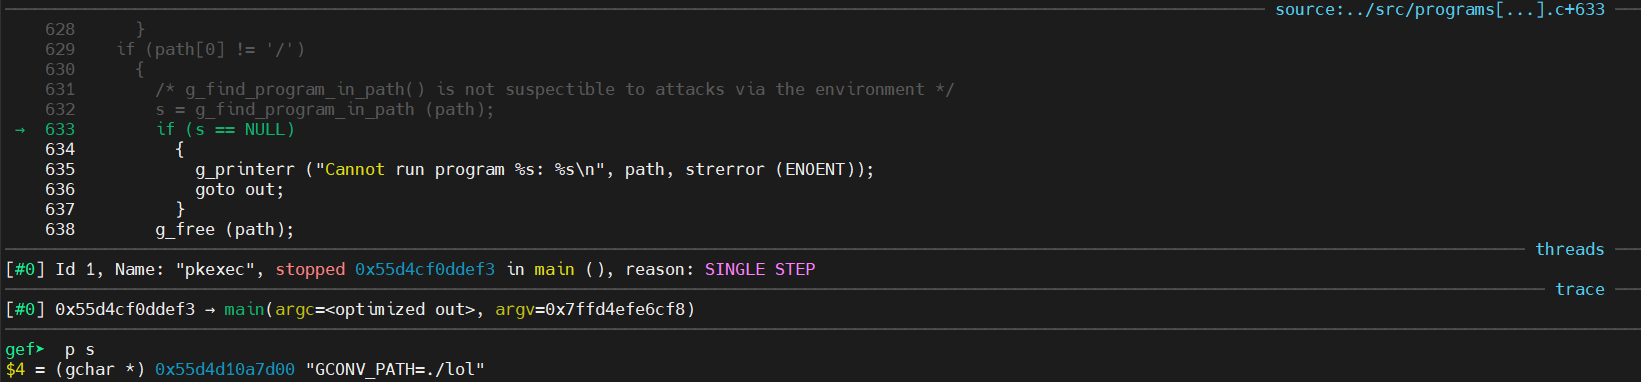 source:../src/programs[...].c+633
628 }
629 if (path[0] != '/')
630 {
631 /* g_find_program_in_path() is not suspectible to attacks via the environment */
632 s = g_find_program_in_path (path);
→ 633 if (s == NULL)
634 {
635 g_printerr ("Cannot run program %s: %s\n", path, strerror (ENOENT));
636 goto out;
637 }
638 g_free (path);
threads
[#0] Id 1, Name: "pkexec", stopped 0x55d4cf0ddef3 in main (), reason: SINGLE STEP
trace
[#0] 0x55d4cf0ddef3 → main(argc=<optimized out>, argv=0x7ffd4efe6cf8)
gef➤ p s
$4 = (gchar *) 0x55d4d10a7d00 "GCONV_PATH=./lol"